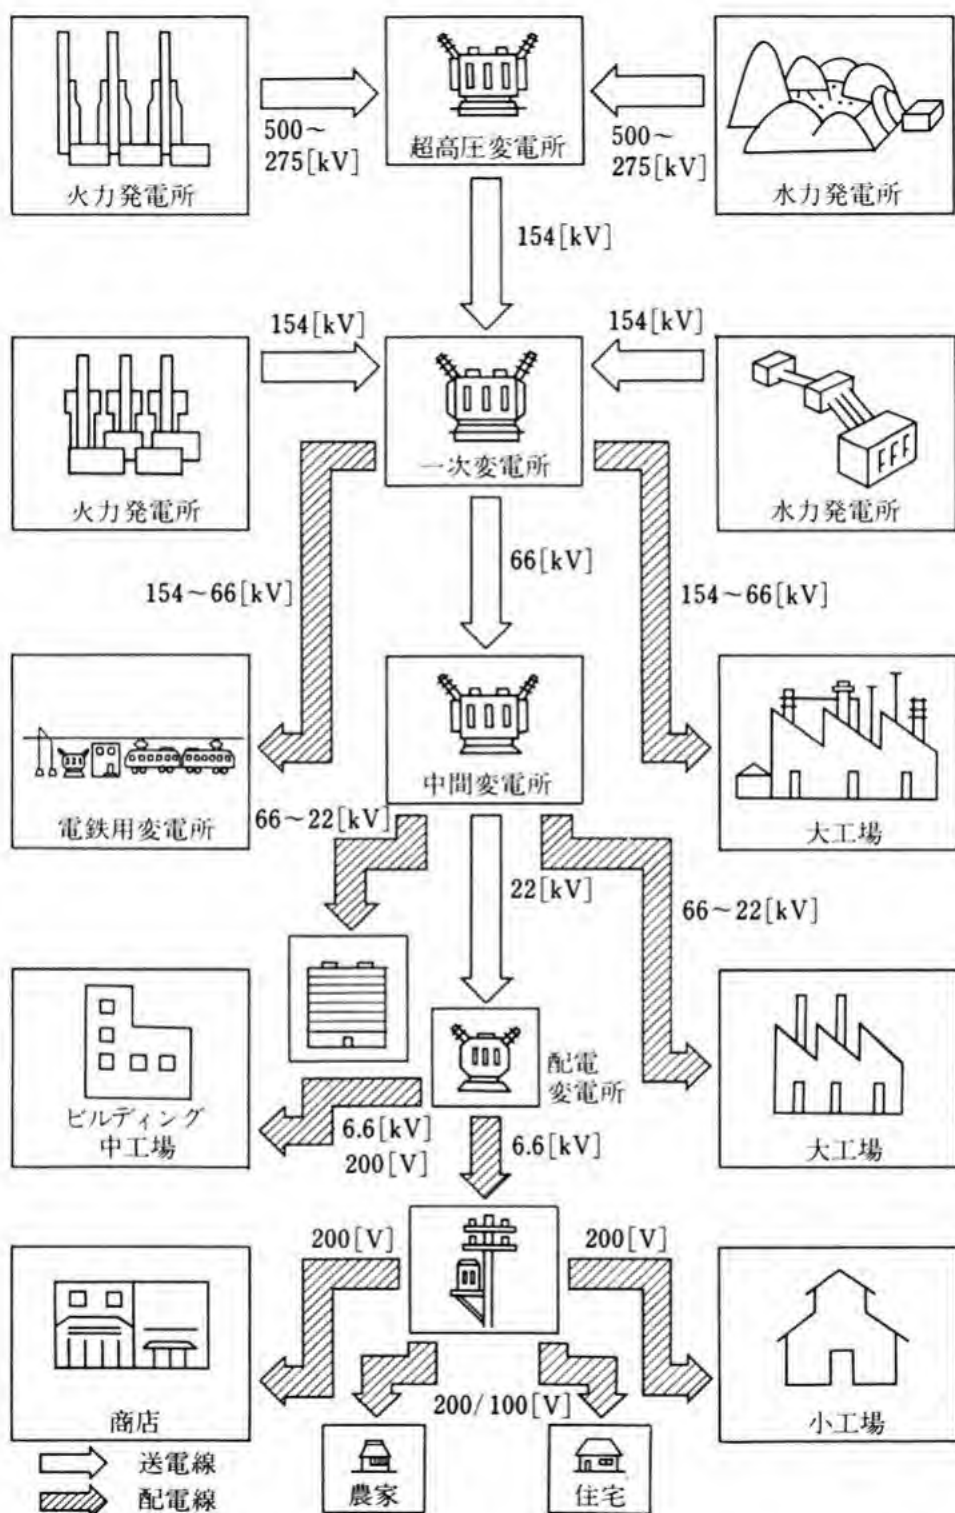 500~
275[kV]
超高圧変電所
500~
275[kV]
火力発電所
水力発電所
154[kV]
154[kV]
154[kV]
一次変電所
火力発電所
水力発電所
154~66[kV]
66[kV]
154~66[kV]
中間変電所
電鉄用変電所
大工場
66~22[kV]
22[kV]
66~22[kV]
配電
変電所
ビルディング
中工場
6.6[kV]
200[V]
6.6[kV]
大工場
200[V]
200[V]
200/100[V]
商店
小工場
送電線
配電線
農家
住宅